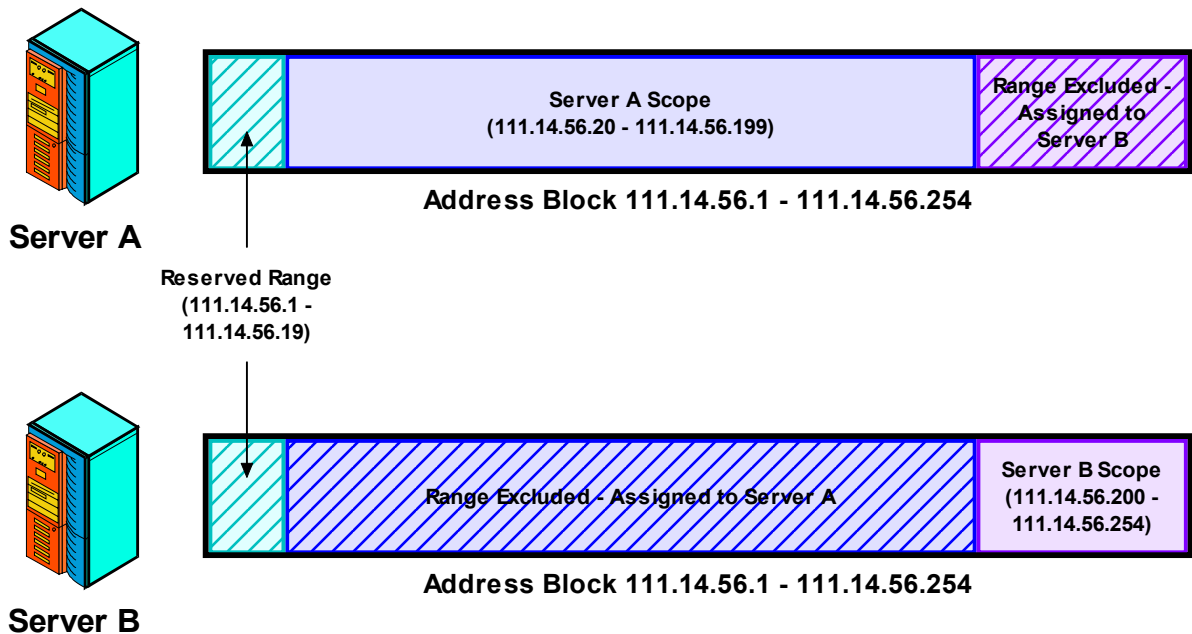 Server A Scope
(111.14.56.20 - 111.14.56.199)
Range Excluded -
Assigned to
Server B
Address Block 111.14.56.1 - 111.14.56.254
Server A
Reserved Range
(111.14.56.1 -
111.14.56.19)
Range Excluded - Assigned to Server A
Server B Scope
(111.14.56.200 -
111.14.56.254)
Address Block 111.14.56.1 - 111.14.56.254
Server B